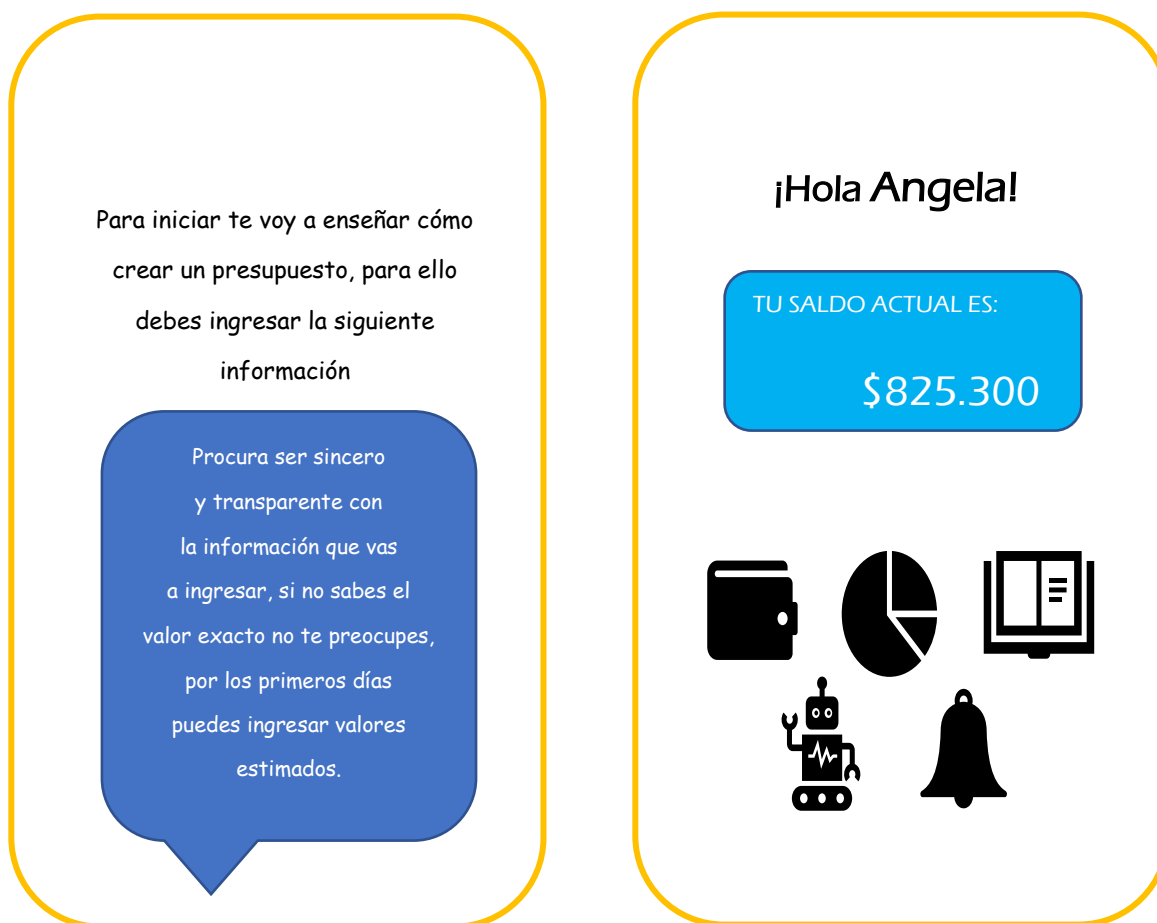 Para iniciar te voy a enseñar cómo
crear un presupuesto, para ello
debes ingresar la siguiente
información
Procura ser sincero
y transparente con
la información que vas
a ingresar, si no sabes el
valor exacto no te preocupes,
por los primeros días
puedes ingresar valores
estimados.
¡Hola Angela!
TU SALDO ACTUAL ES:
$825.300